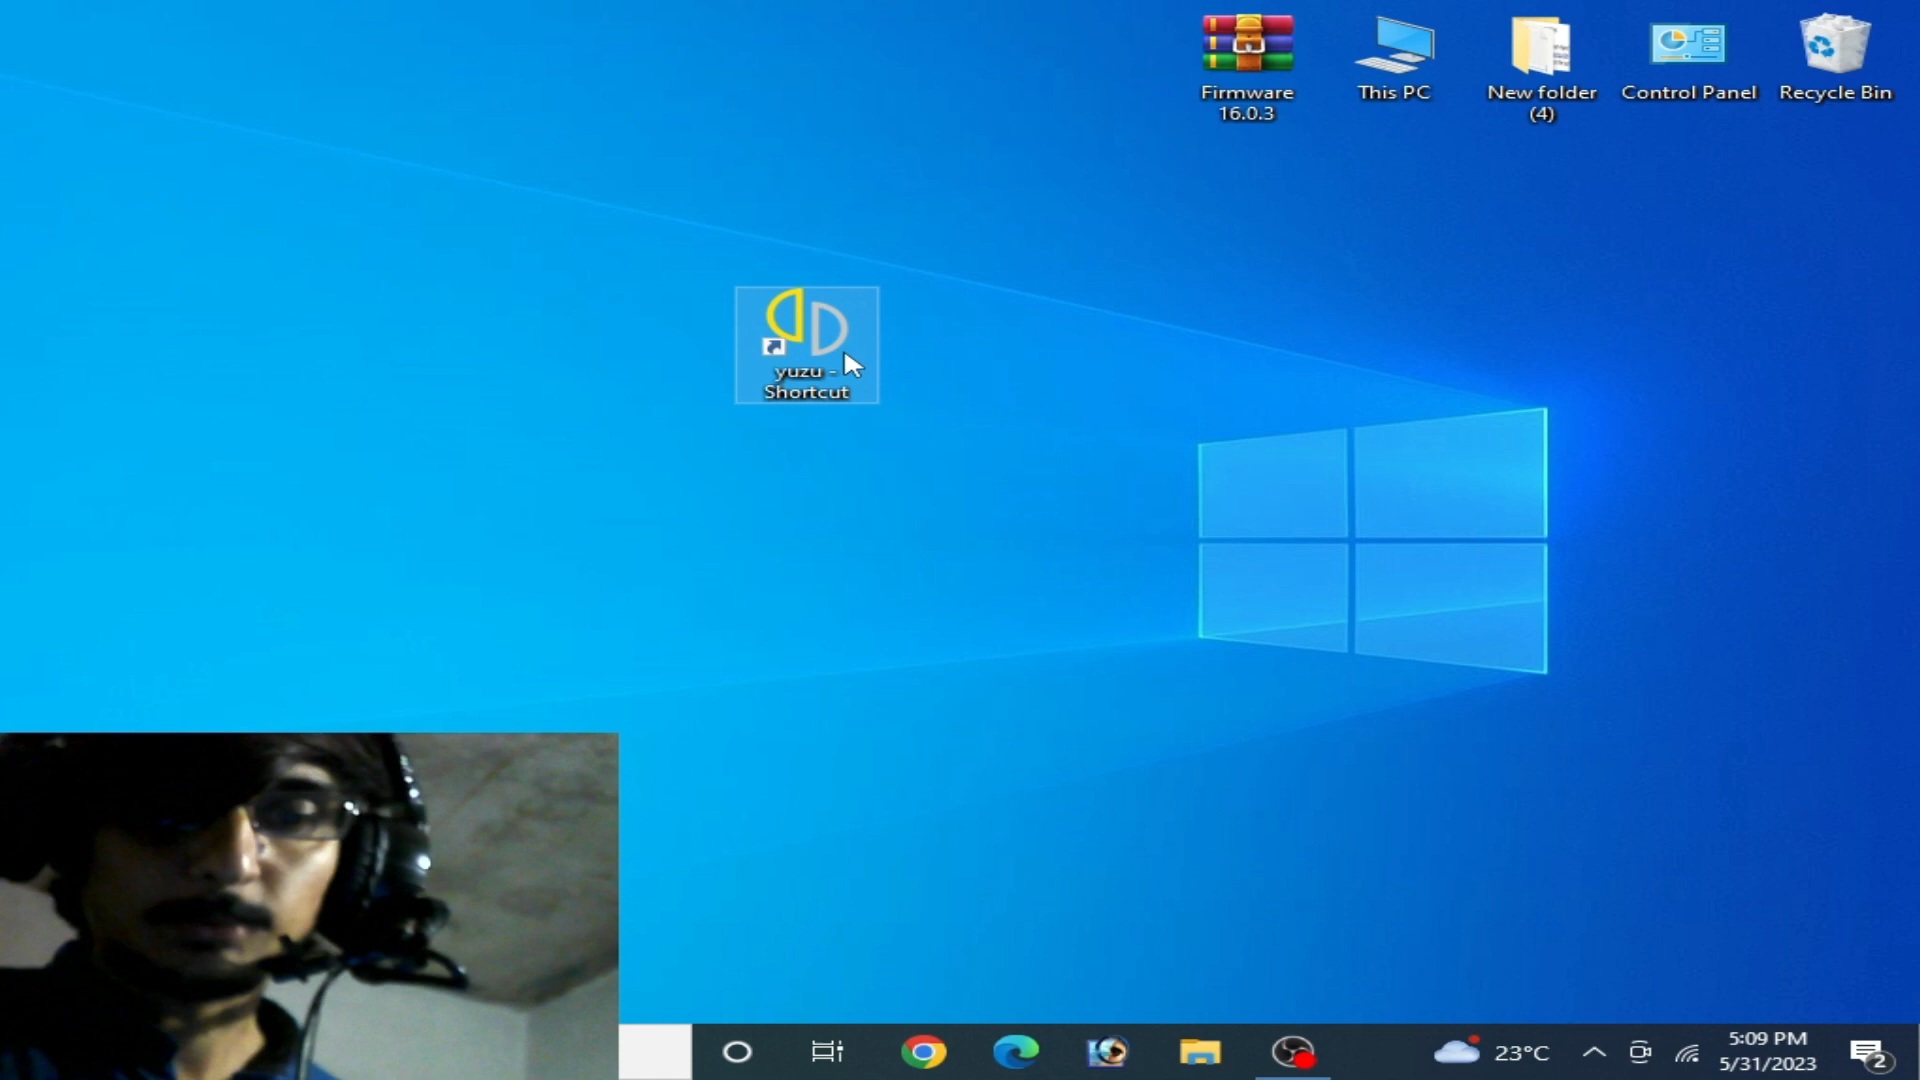 Firmware
16.0.3
This PC
New folder
(4)
Control Panel
Recycle Bin
yuzu -
Shortcut
23°C
5:09 PM
5/31/2023
2